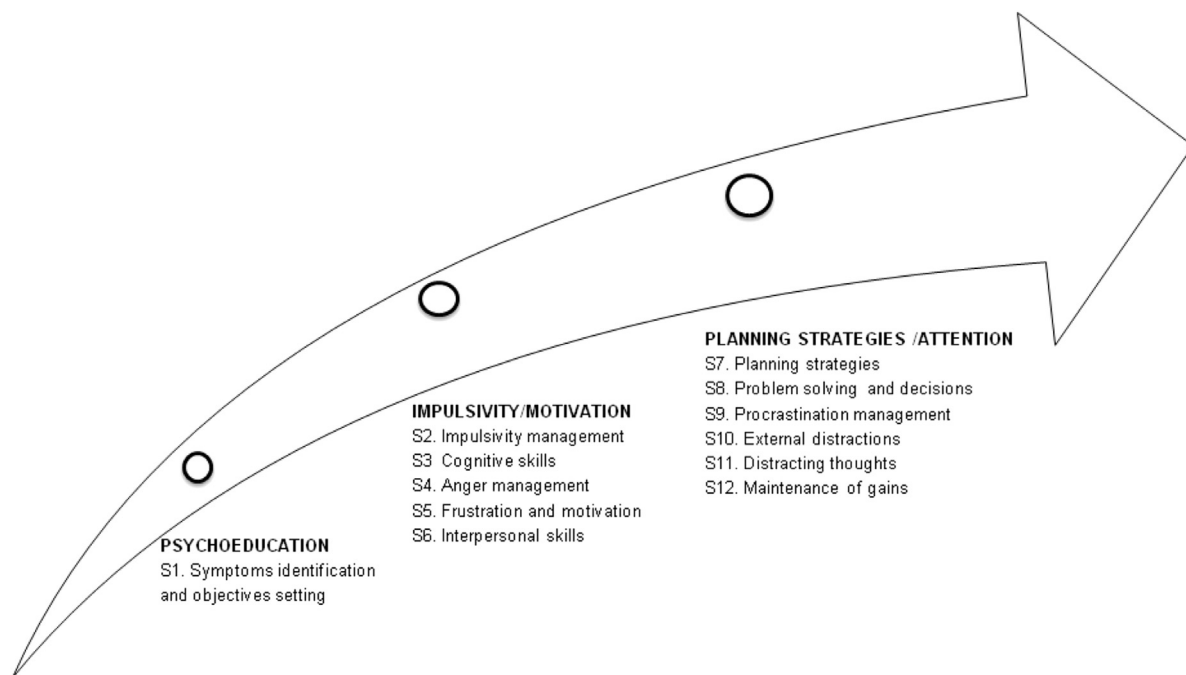 PSYCHOEDUCATION
S1. Symptoms identification
and objectives setting
IMPULSIVITY/MOTIVATION
S2. Impulsivity management
S3 Cognitive skills
S4. Anger management
S5. Frustration and motivation
S6. Interpersonal skills
PLANNING STRATEGIES /ATTENTION
S7. Planning strategies
S8. Problem solving and decisions
S9. Procrastination management
S10. External distractions
S11. Distracting thoughts
S12. Maintenance of gains